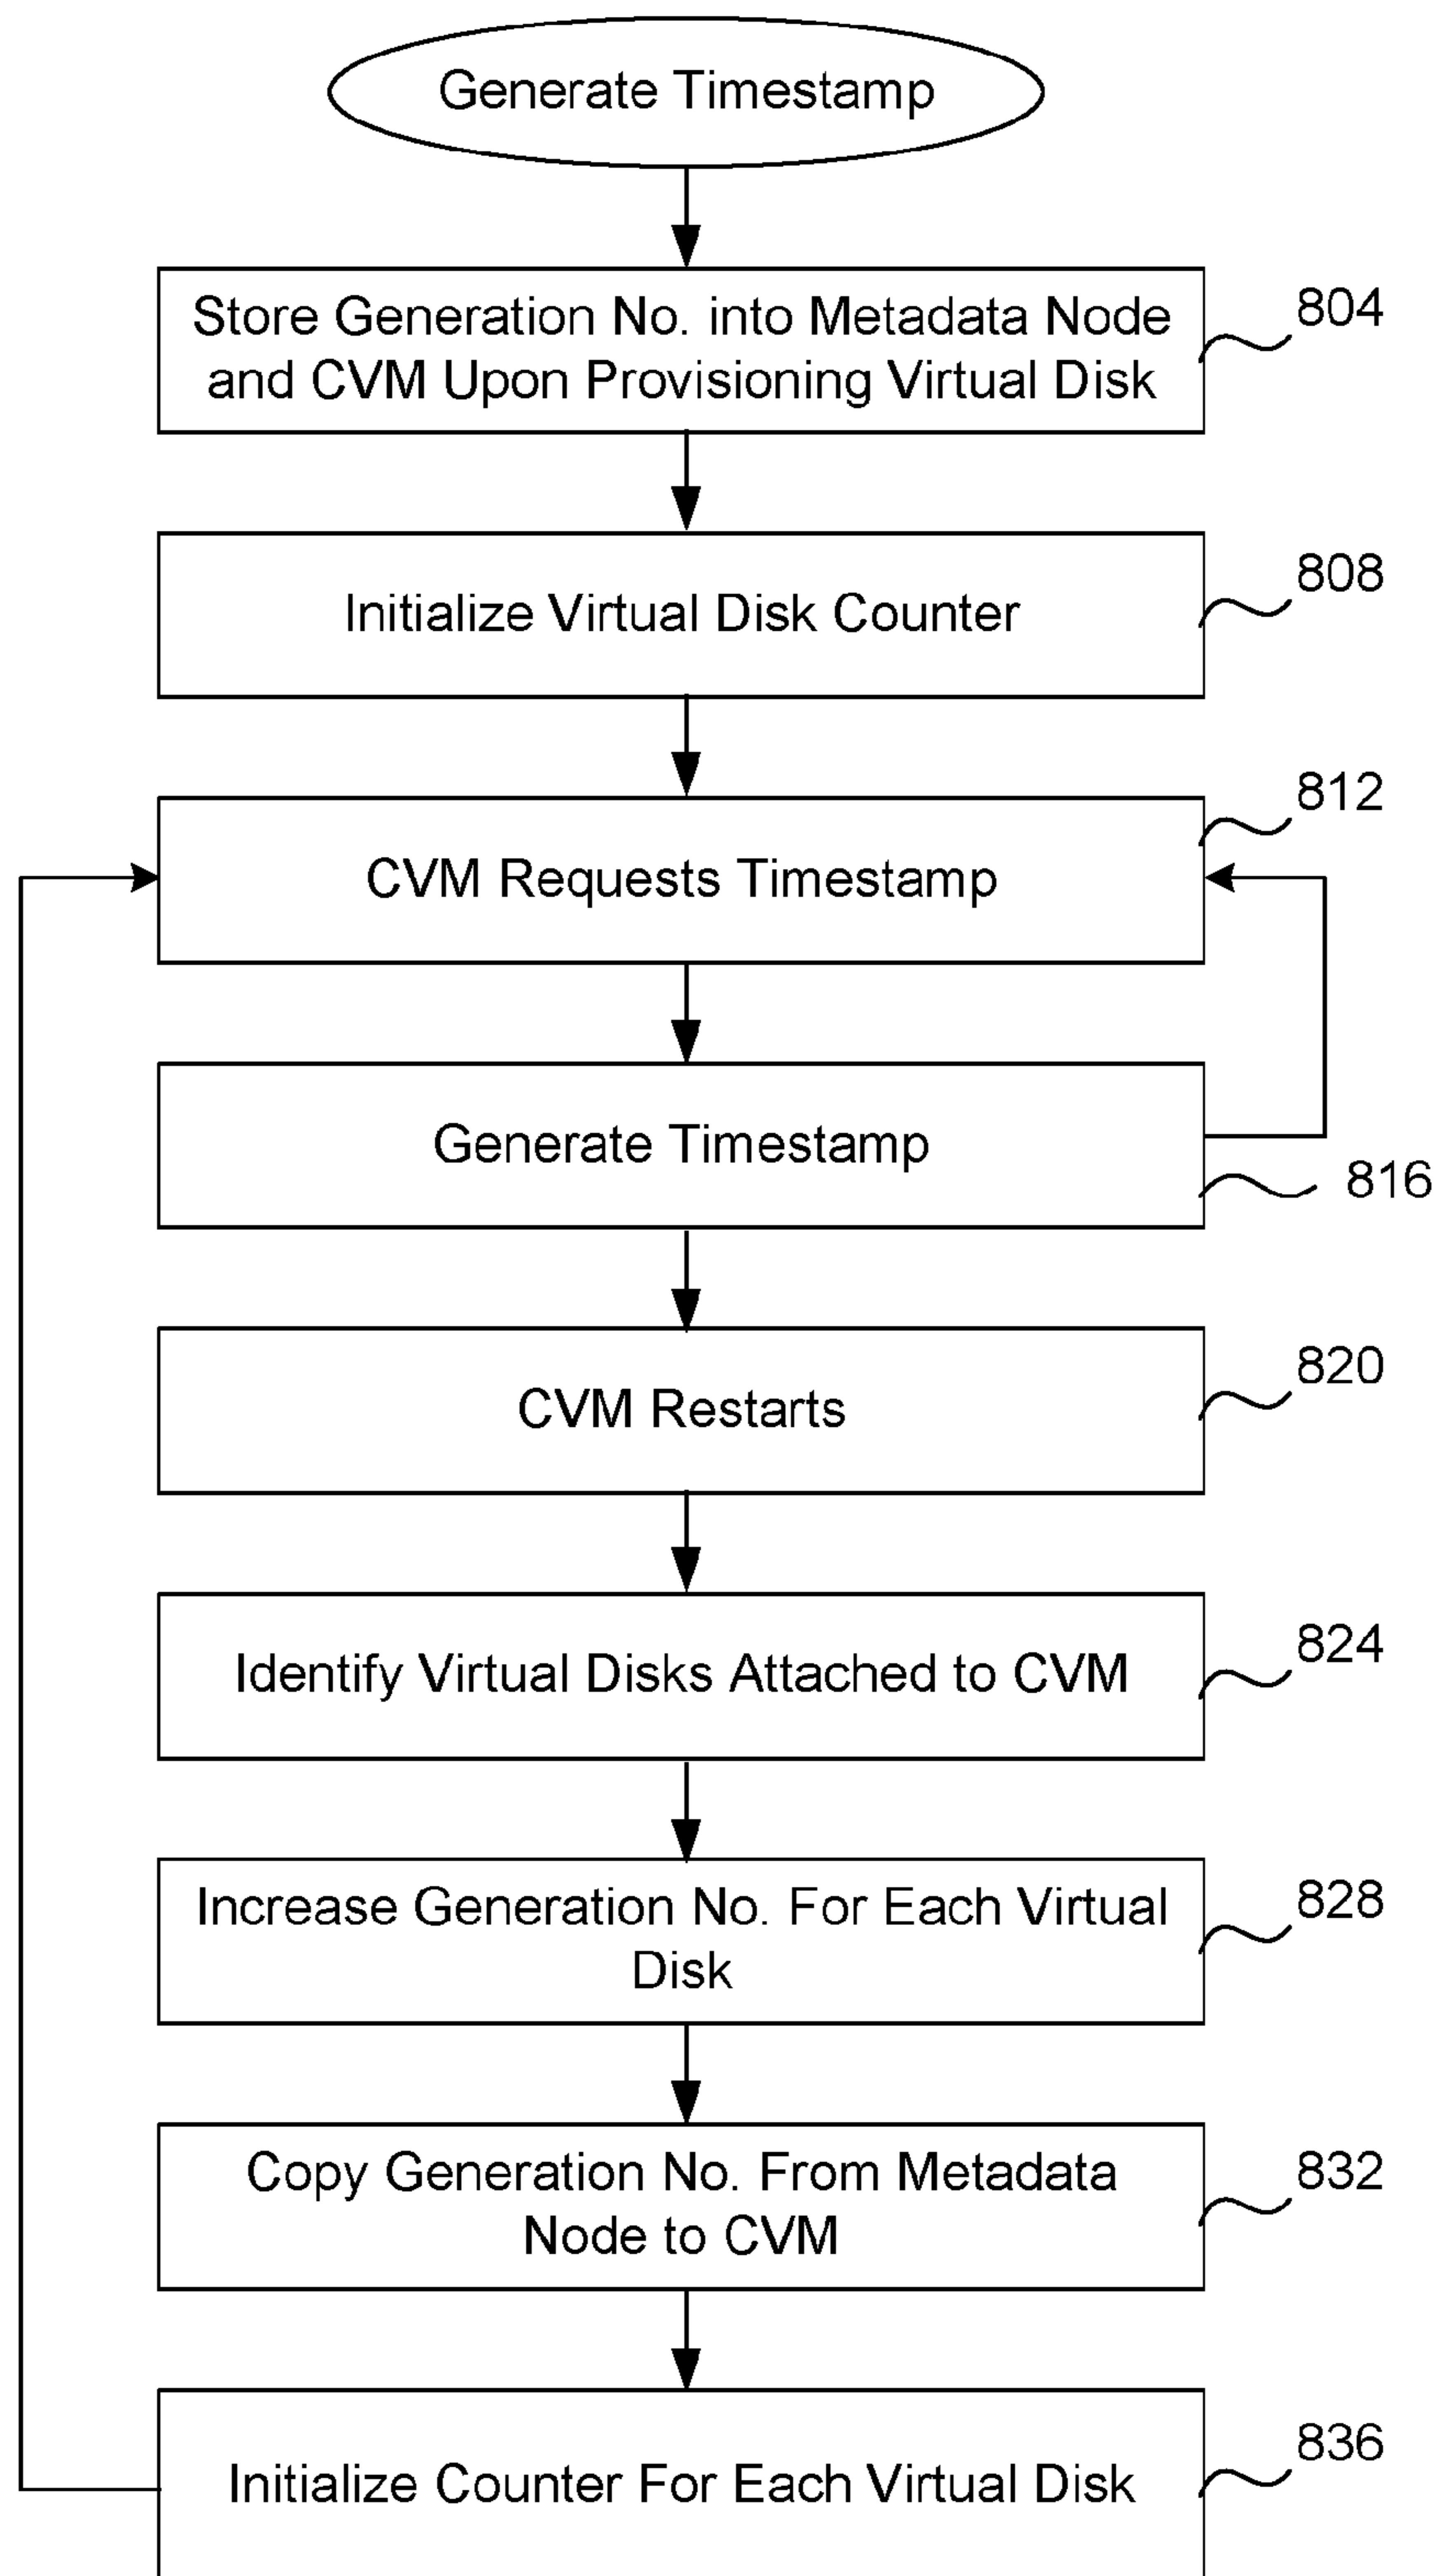 Generate Timestamp
Store Generation No. into Metadata Node
and CVM Upon Provisioning Virtual Disk
804
Initialize Virtual Disk Counter
808
812
CVM Requests Timestamp
Generate Timestamp
816
CVM Restarts
820
Identify Virtual Disks Attached to CVM
824
Increase Generation No. For Each Virtual
Disk
828
Copy Generation No. From Metadata
Node to CVM
832
Initialize Counter For Each Virtual Disk
836